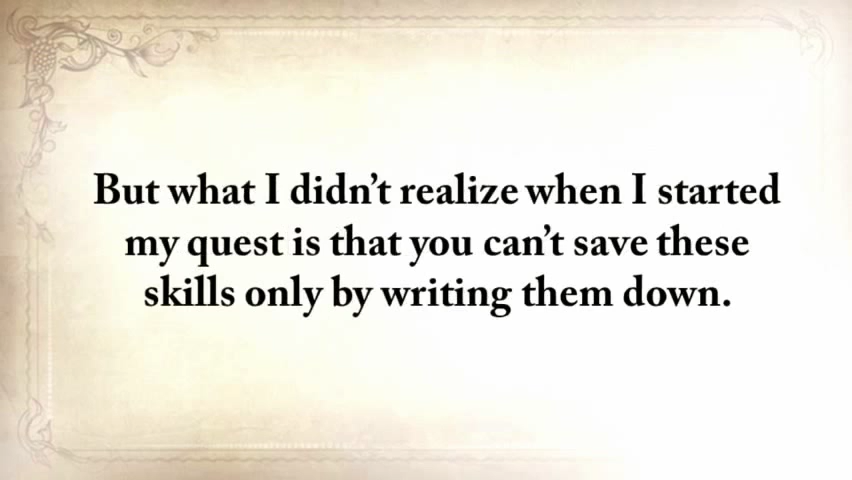 But what I didn’t realize when I started
my quest is that you can’t save these
skills only by writing them down.